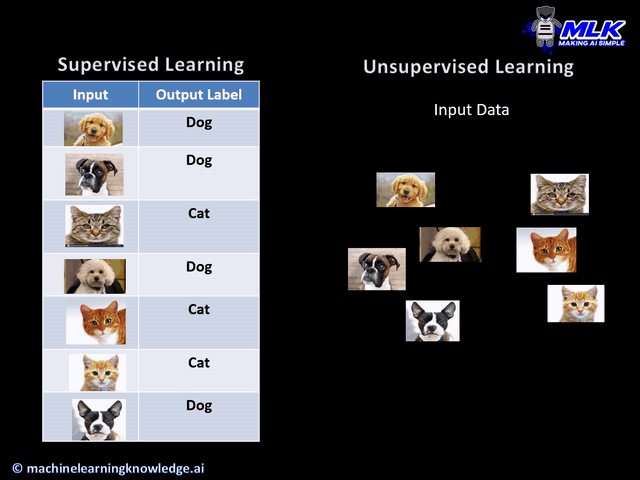 MLK
MAKING AI SIMPLE
Supervised Learning
Input Output Label
Dog
Dog
Cat
Dog
Cat
Cat
Dog
Unsupervised Learning
Input Data
© machinelearningknowledge.ai